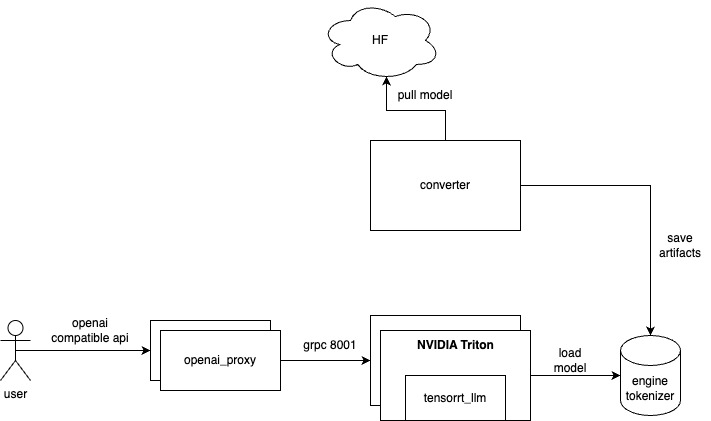 HF
pull model
converter
save
artifacts
openai
compatible api
user
openai_proxy
grpc 8001
NVIDIA Triton
tensorrt_llm
load
model
engine
tokenizer